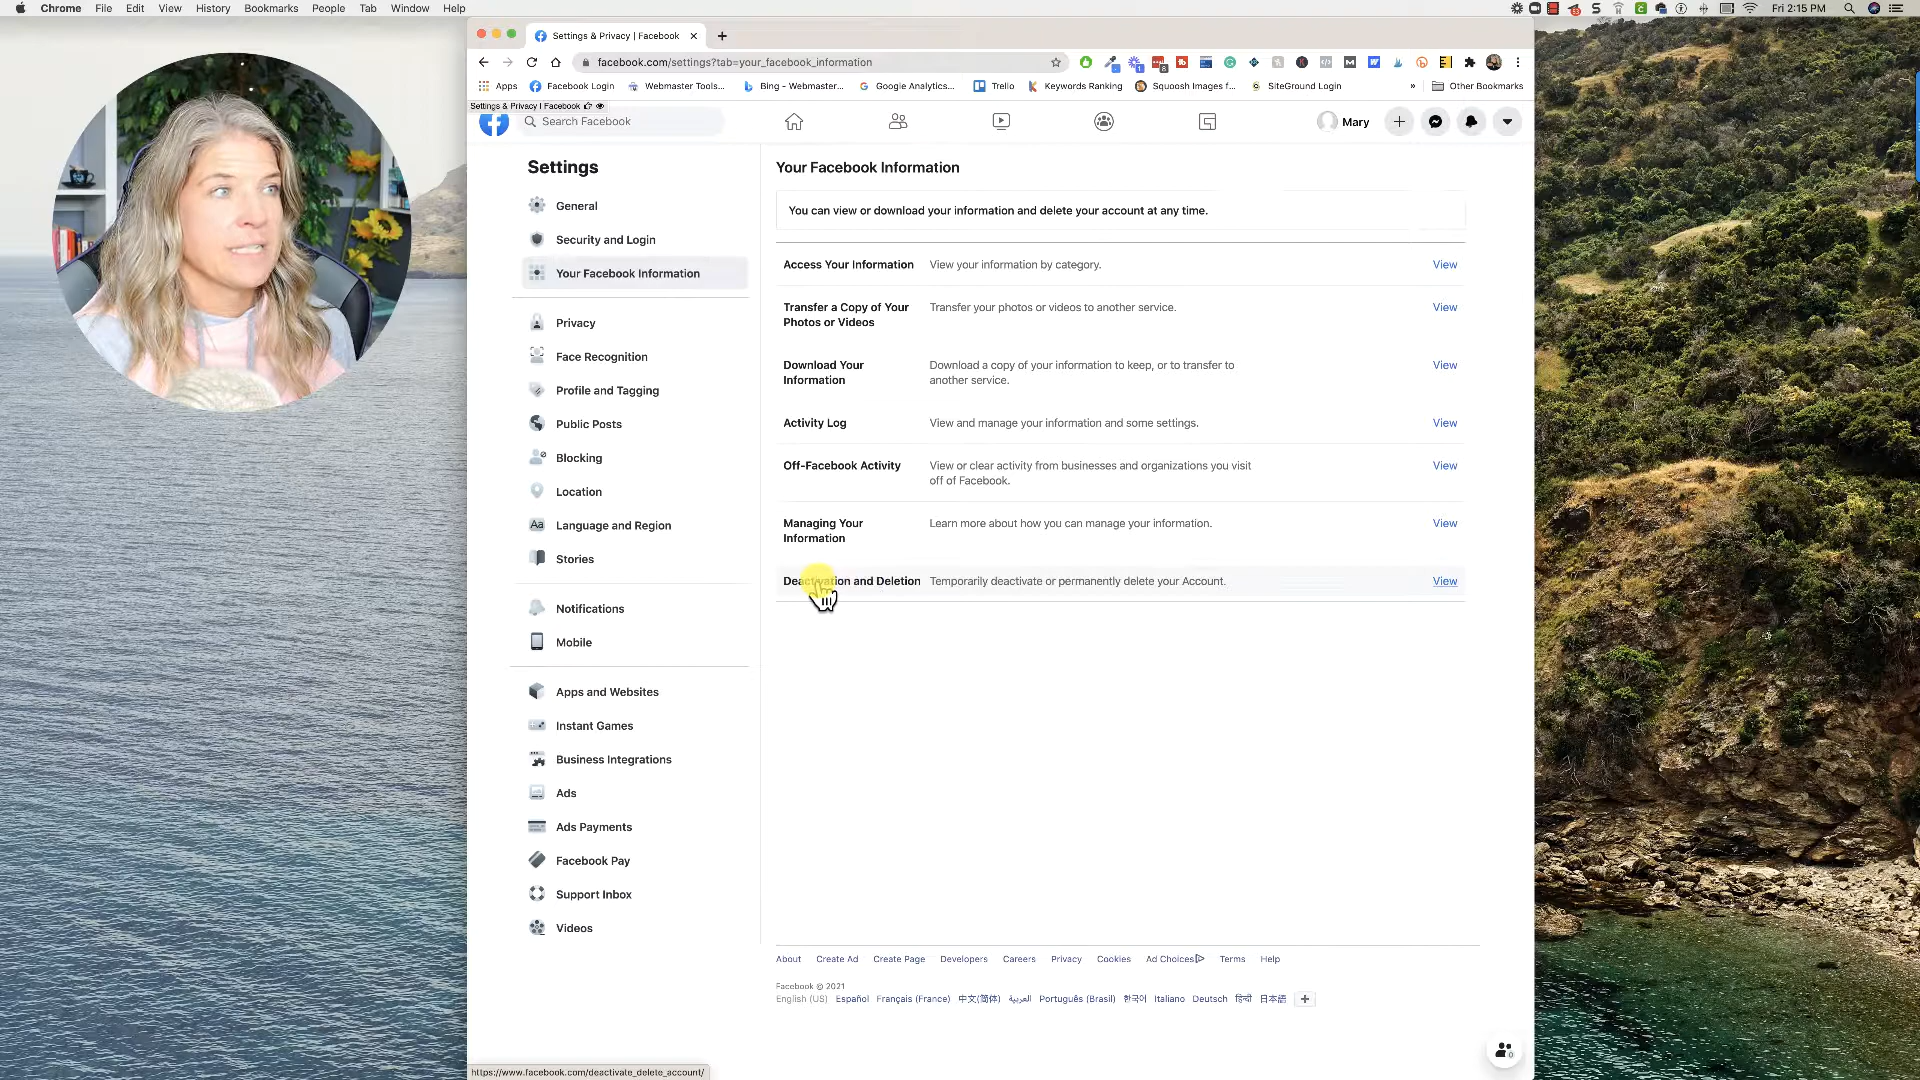 Chrome File Edit View History Bookmarks People Tab Window Help
Fri 2:15 PM
Settings & Privacy | Facebook
facebook.com/settings?tab=your_facebook_information
Apps Facebook Login Webmaster Tools... Bing - Webmaster... Google Analytics... Trello Keywords Ranking Squoosh Images f... SiteGround Login » Other Bookmarks
Settings & Privacy | Facebook
Search Facebook
Mary
Settings
General
Security and Login
Your Facebook Information
Privacy
Face Recognition
Profile and Tagging
Public Posts
Blocking
Location
Language and Region
Stories
Notifications
Mobile
Apps and Websites
Instant Games
Business Integrations
Ads
Ads Payments
Facebook Pay
Support Inbox
Videos
Your Facebook Information
You can view or download your information and delete your account at any time.
Access Your Information View your information by category. View
Transfer a Copy of Your Transfer your photos or videos to another service. View
Photos or Videos
Download Your Download a copy of your information to keep, or to transfer to View
Information another service.
Activity Log View and manage your information and some settings. View
Off-Facebook Activity View or clear activity from businesses and organizations you visit View
off of Facebook.
Managing Your Learn more about how you can manage your information. View
Information
Deactivation and Deletion Temporarily deactivate or permanently delete your Account. View
About Create Ad Create Page Developers Careers Privacy Cookies Ad Choices Terms Help
Facebook © 2021
English (US) Español Français (France) 中文(简体) العربية Português (Brasil) 한국어 Italiano Deutsch हिन्दी 日本語
https://www.facebook.com/deactivate_delete_account/